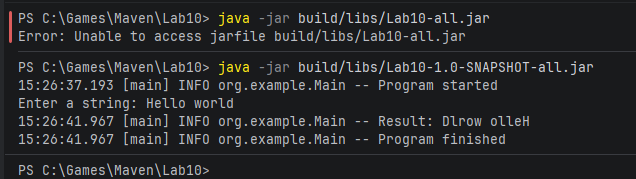 PS C:\Games\Maven\Lab10> java -jar build/libs/Lab10-all.jar
Error: Unable to access jarfile build/libs/Lab10-all.jar
PS C:\Games\Maven\Lab10> java -jar build/libs/Lab10-1.0-SNAPSHOT-all.jar
15:26:37.193 [main] INFO org.example.Main -- Program started
Enter a string: Hello world
15:26:41.967 [main] INFO org.example.Main -- Result: Dlrow olleH
15:26:41.967 [main] INFO org.example.Main -- Program finished
PS C:\Games\Maven\Lab10>